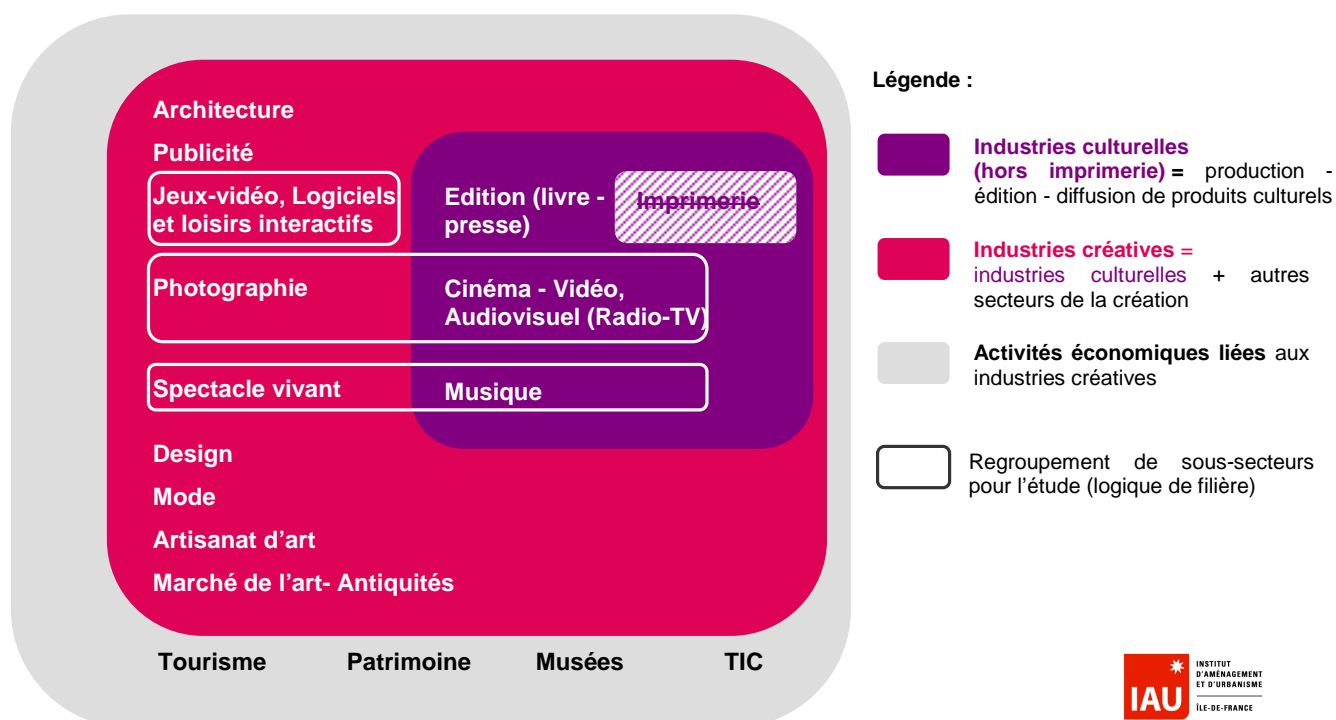 Architecture
Publicité
Jeux-vidéo, Logiciels
et loisirs interactifs
Edition (livre -
presse)
Imprimerie
Photographie
Cinéma - Vidéo,
Audiovisuel (Radio-TV)
Spectacle vivant
Musique
Design
Mode
Artisanat d'art
Marché de l'art- Antiquités
Tourisme
Patrimoine
Musées
TIC
Légende :
Industries culturelles
(hors imprimerie) = production -
édition - diffusion de produits culturels
Industries créatives =
industries culturelles + autres
secteurs de la création
Activités économiques liées aux
industries créatives
Regroupement de sous-secteurs
pour l'étude (logique de filière)
IAU
INSTITUT
D'AMÉNAGEMENT
ET D'URBANISME
ÎLE-DE-FRANCE